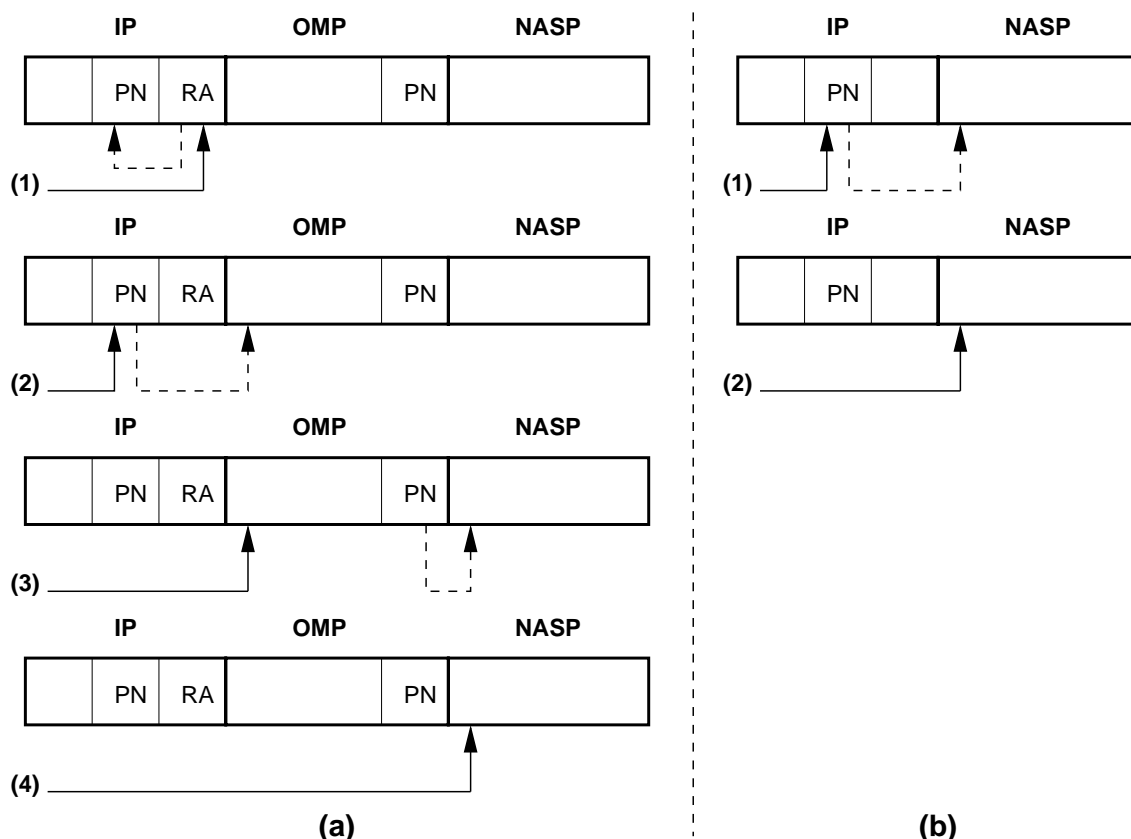 IP OMP NASP
PN RA PN
(1)
IP OMP NASP
PN RA PN
(2)
IP OMP NASP
PN RA PN
(3)
IP OMP NASP
PN RA PN
(4)
(a)
IP NASP
PN
(1)
IP NASP
PN
(2)
(b)